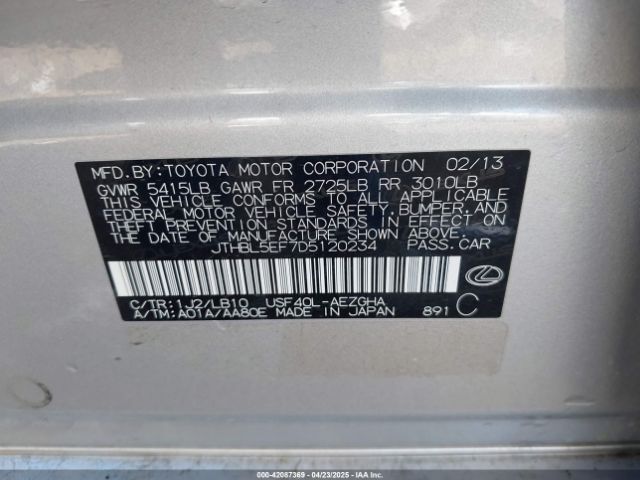 MFD.BY:TOYOTA MOTOR CORPORATION 02/13
GVWR 5415LB GAWR FR 2725LB RR 3010LB
THIS VEHICLE CONFORMS TO ALL APPLICABLE
FEDERAL MOTOR VEHICLE SAFETY, BUMPER, AND
THEFT PREVENTION STANDARDS IN EFFECT ON
THE DATE OF MANUFACTURE SHOWN ABOVE.
JTHBL5EF7D5120234 PASS.CAR
C/TR:1J2/LB10 USF40L-AEZGHA
A/TM:A01A/AA80E MADE IN JAPAN 891 C
000-42087369 - 04/23/2025 - IAAI.COM